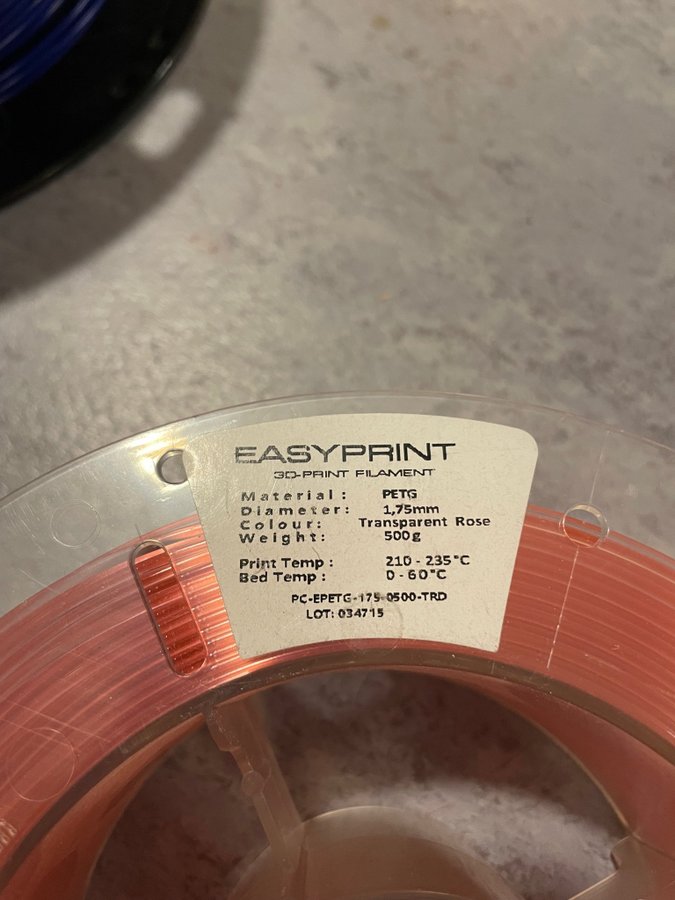 EASYPRINT
3D-PRINT FILAMENT
Material: PETG
Diameter: 1,75mm
Colour: Transparent Rose
Weight: 500g
Print Temp: 210 - 235°C
Bed Temp: 0 - 60°C
PC-EPETG-175-0500-TRD
LOT: 034715